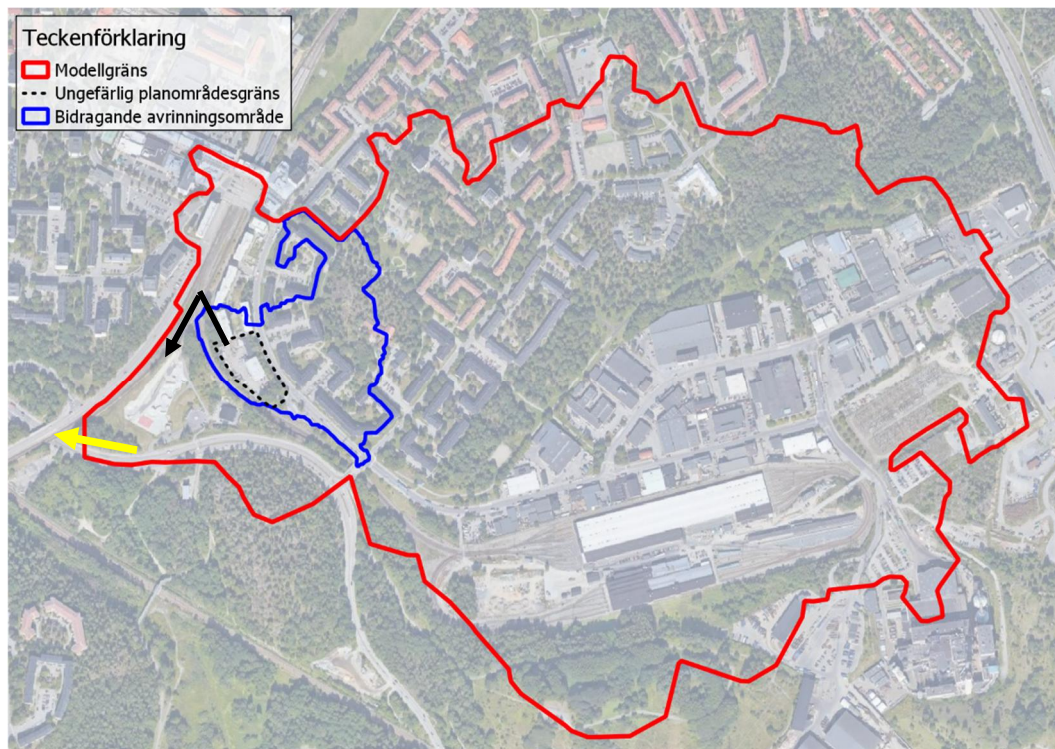 Teckenförklaring
Modellgräns
Ungefärlig planområdesgräns
Bidragande avrinningsområde